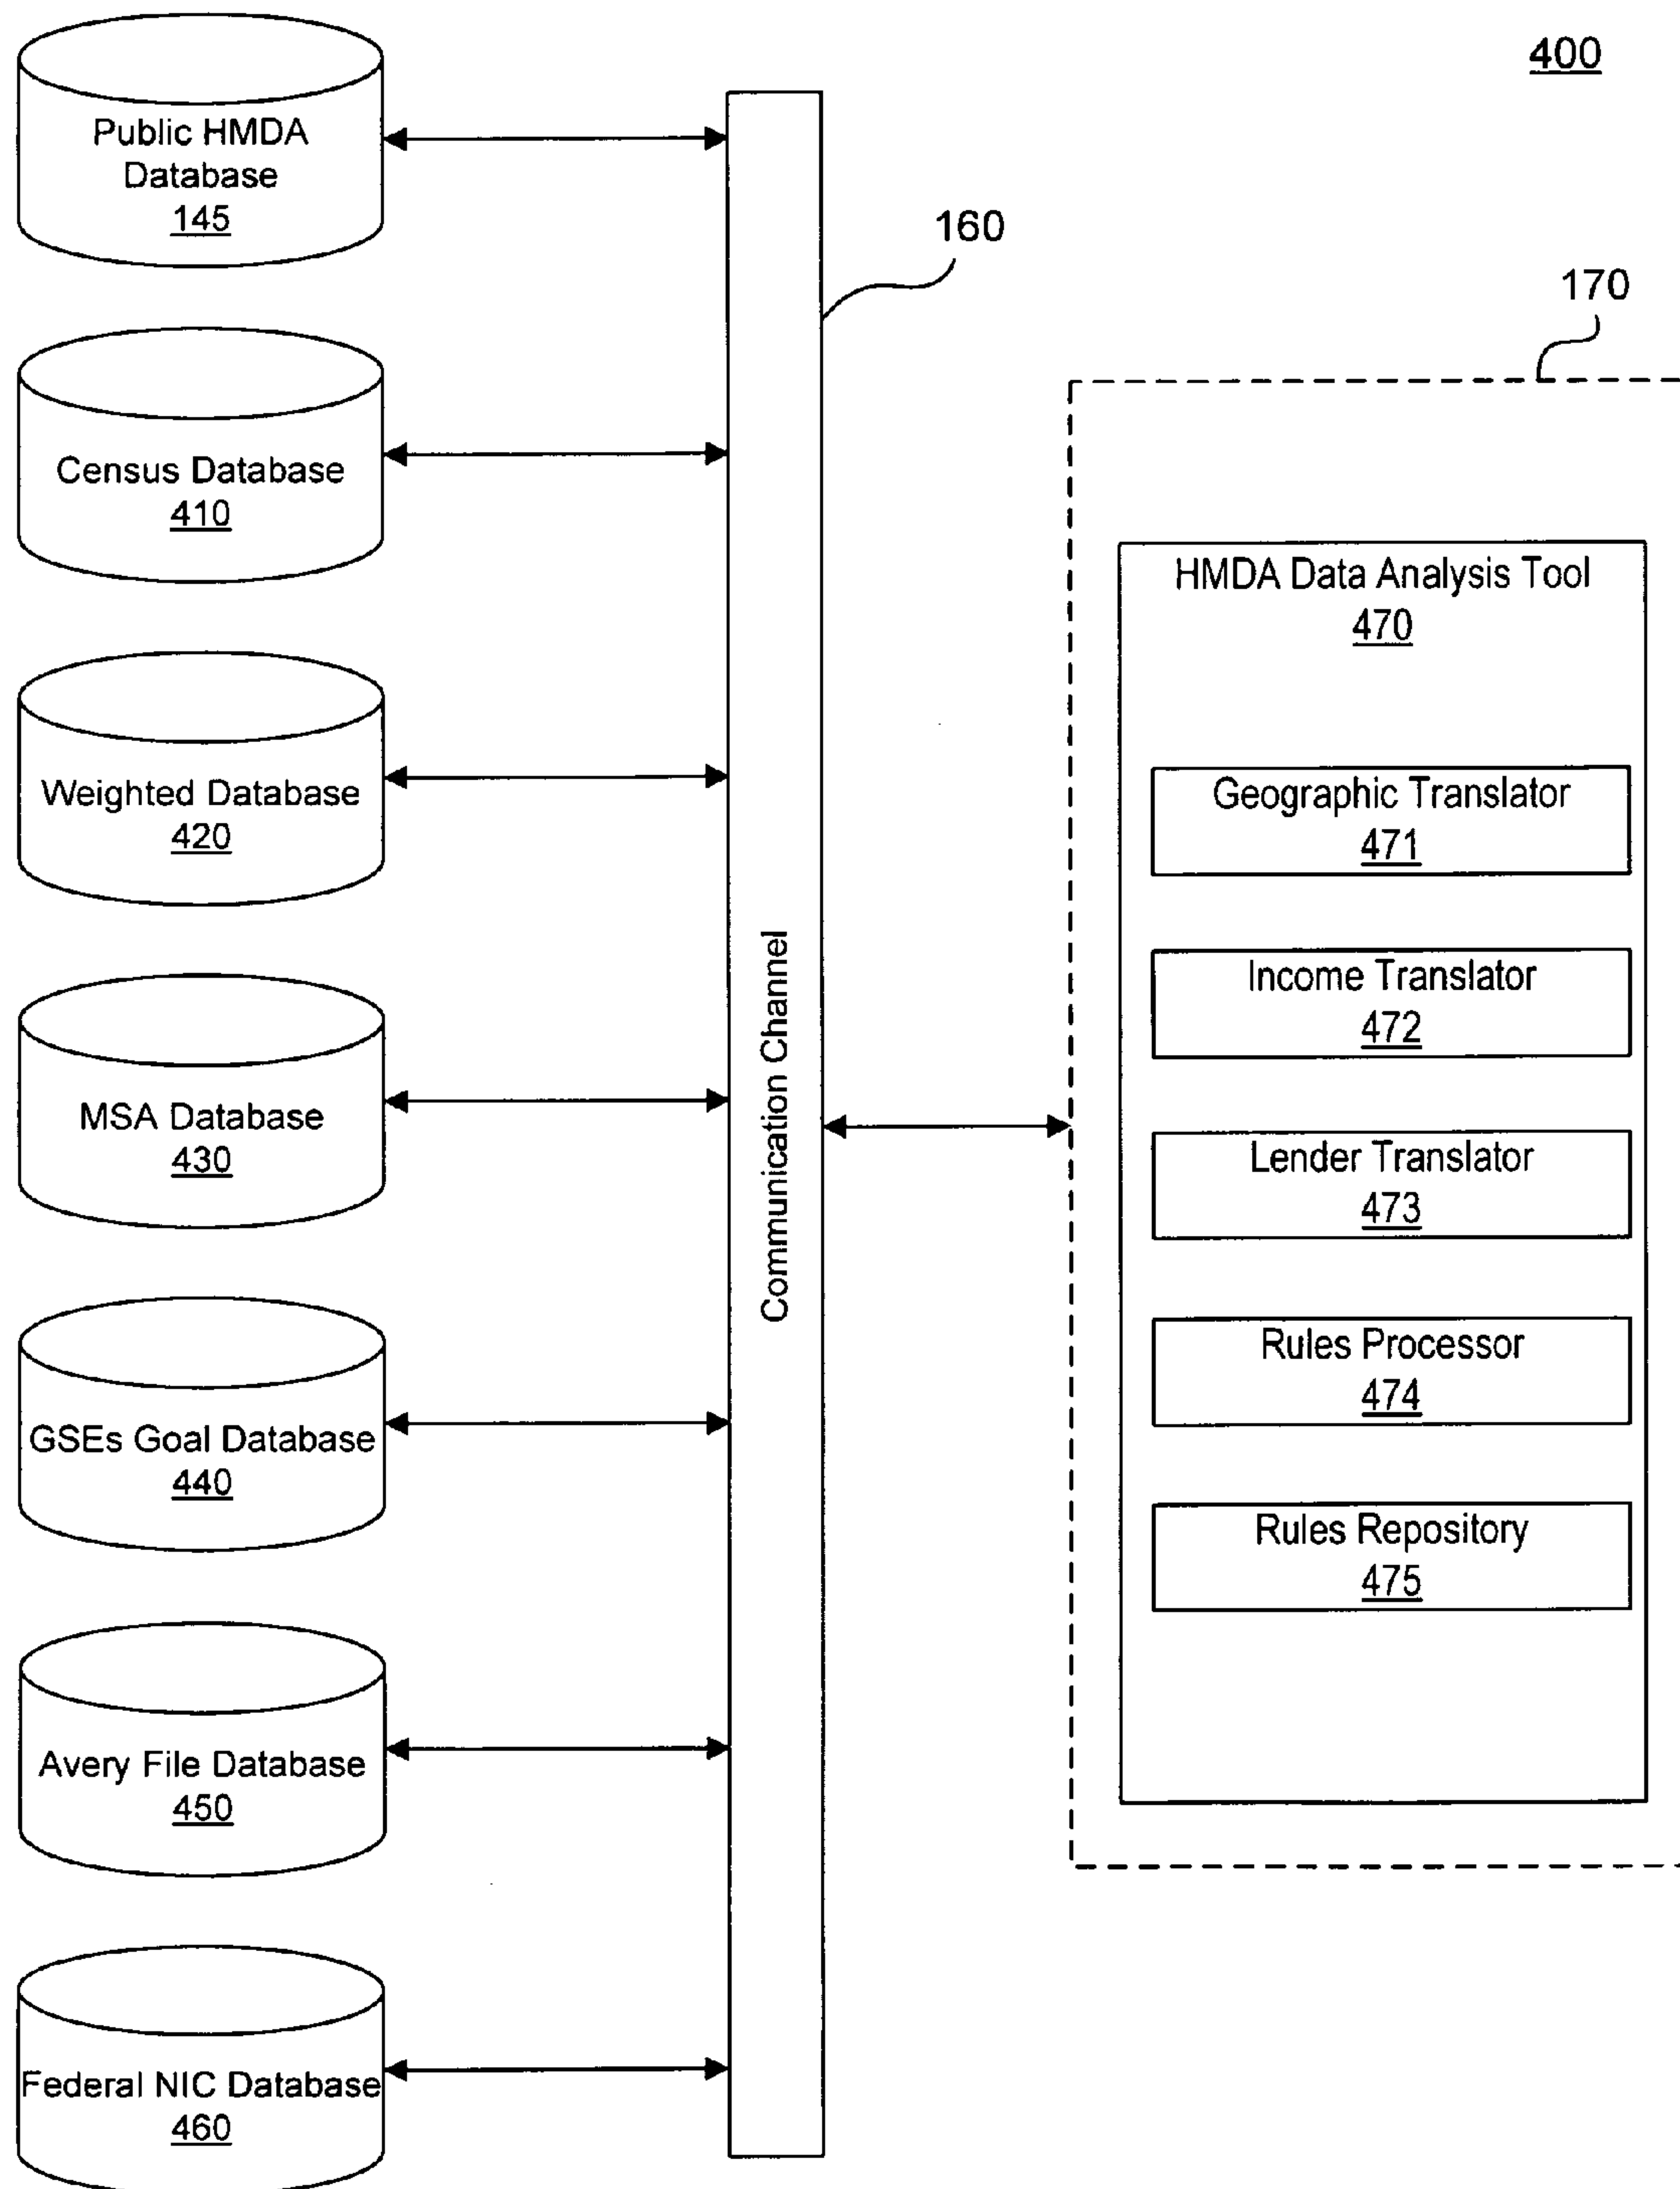 400
Public HMDA
Database
145
160
170
Census Database
410
HMDA Data Analysis Tool
470
Weighted Database
420
Geographic Translator
471
Communication Channel
Income Translator
472
MSA Database
430
Lender Translator
473
Rules Processor
474
GSEs Goal Database
440
Rules Repository
475
Avery File Database
450
Federal NIC Database
460